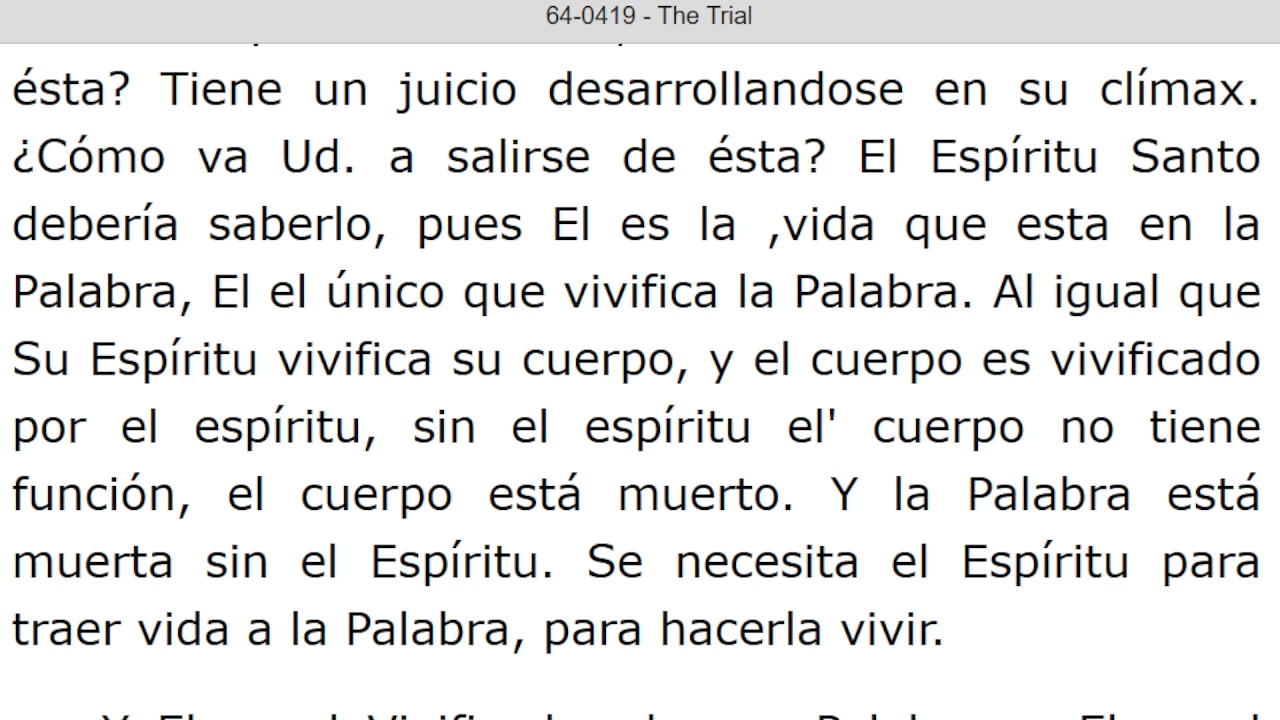 64-0419 - The Trial
ésta? Tiene un juicio desarrollandose en su clímax.
¿Cómo va Ud. a salirse de ésta? El Espíritu Santo
debería saberlo, pues El es la ,vida que esta en la
Palabra, El el único que vivifica la Palabra. Al igual que
Su Espíritu vivifica su cuerpo, y el cuerpo es vivificado
por el espíritu, sin el espíritu el' cuerpo no tiene
función, el cuerpo está muerto. Y la Palabra está
muerta sin el Espíritu. Se necesita el Espíritu para
traer vida a la Palabra, para hacerla vivir.